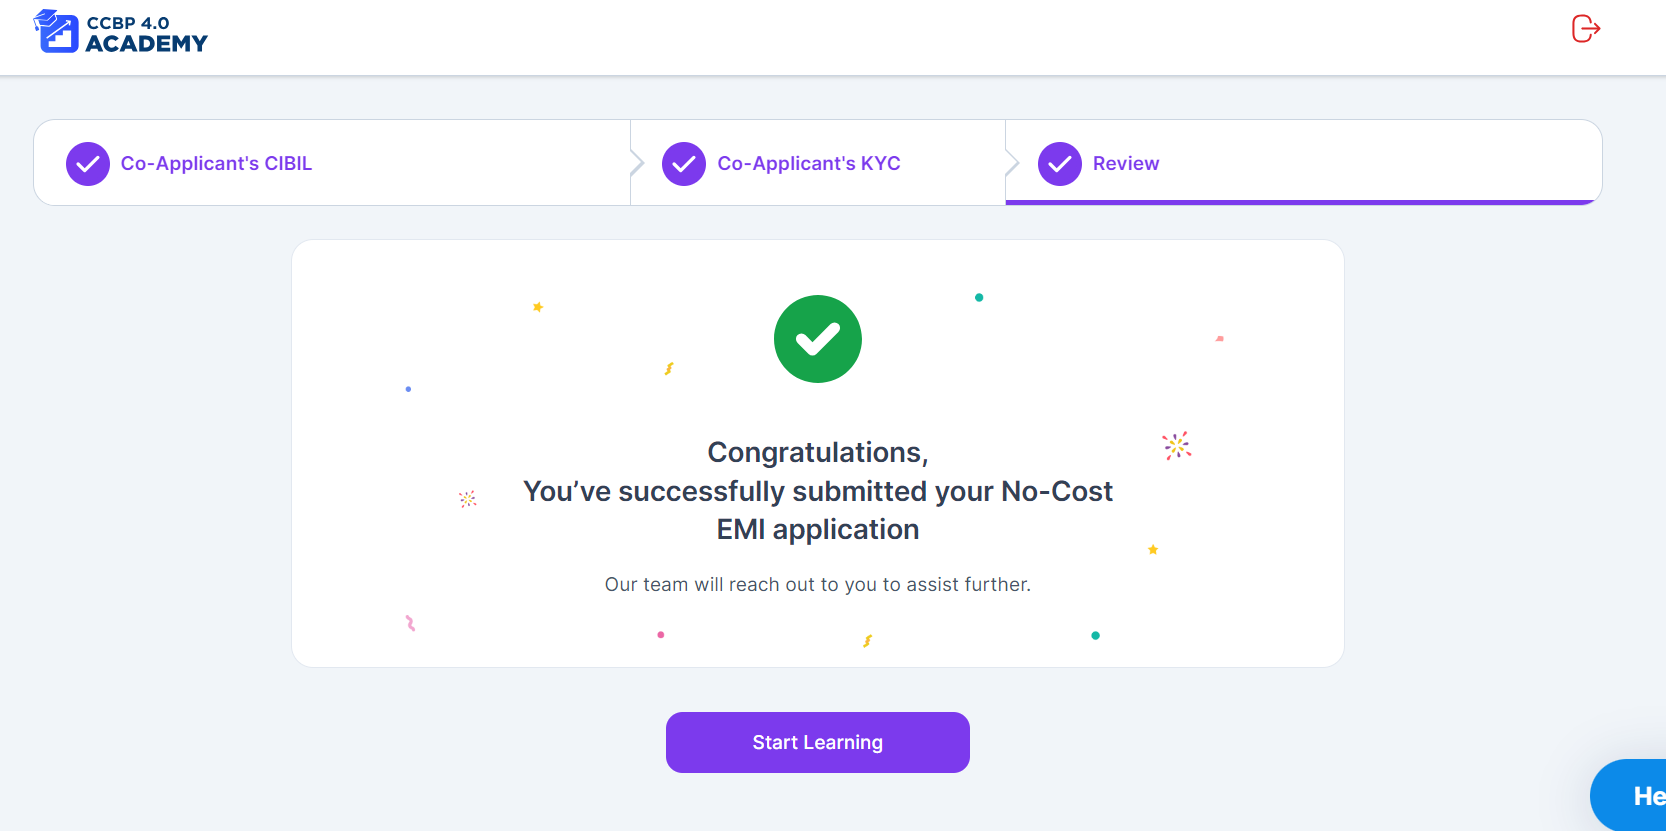 CCBP 4.0
ACADEMY
Co-Applicant's CIBIL
Co-Applicant's KYC
Review
Congratulations,
You’ve successfully submitted your No-Cost
EMI application
Our team will reach out to you to assist further.
Start Learning
He